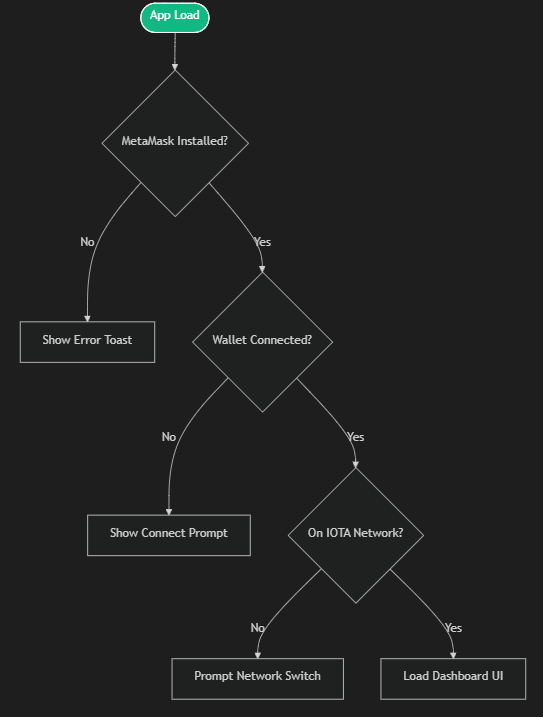 App Load
MetaMask Installed?
No
Yes
Show Error Toast
Wallet Connected?
No
Yes
Show Connect Prompt
On IOTA Network?
No
Yes
Prompt Network Switch
Load Dashboard UI